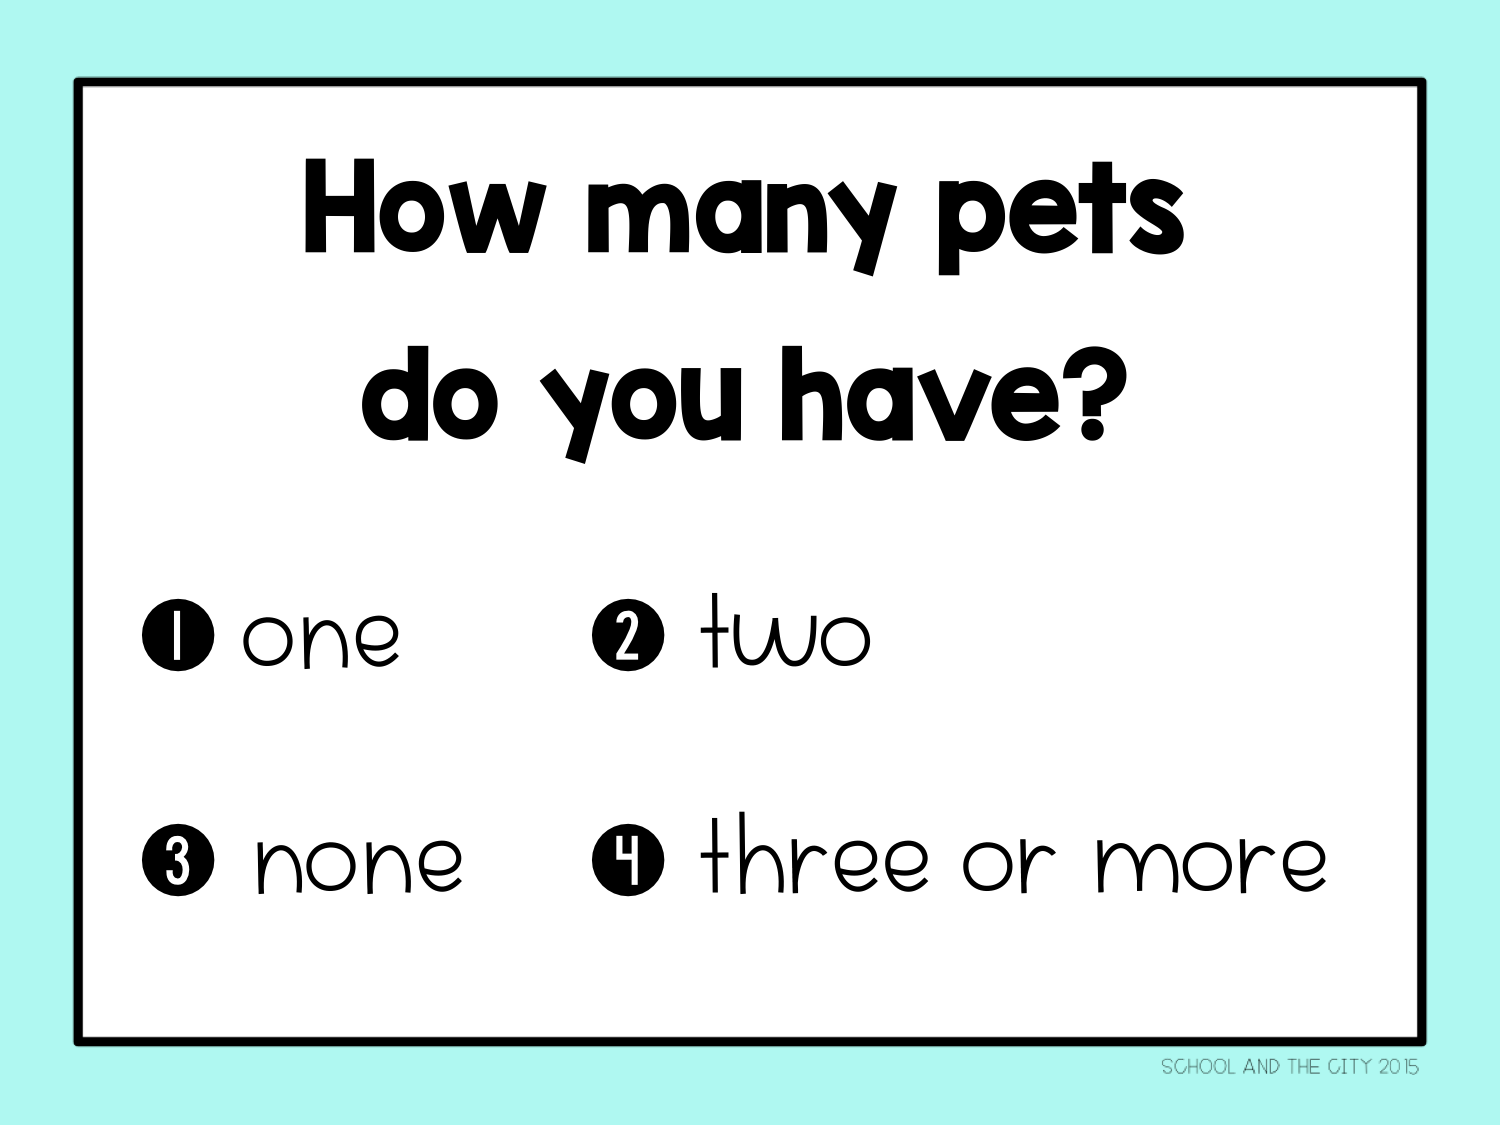 How many pets
do you have?
1 one
2 two
3 none
4 three or more
SCHOOL AND THE CITY 2015